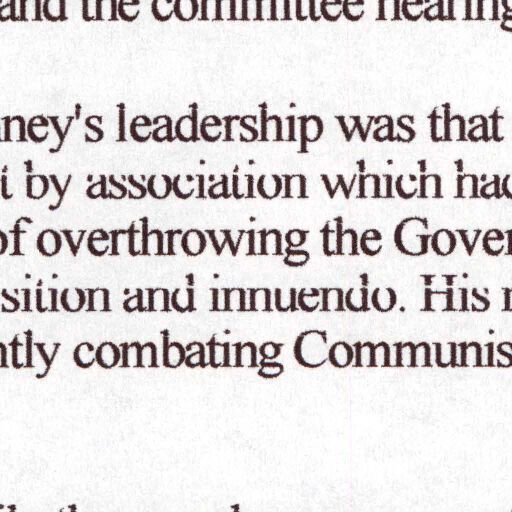 and the committee hearing
ney's leadership was that
t by association which had
of overthrowing the Gover
sition and innuendo. His
ntly combating Communis